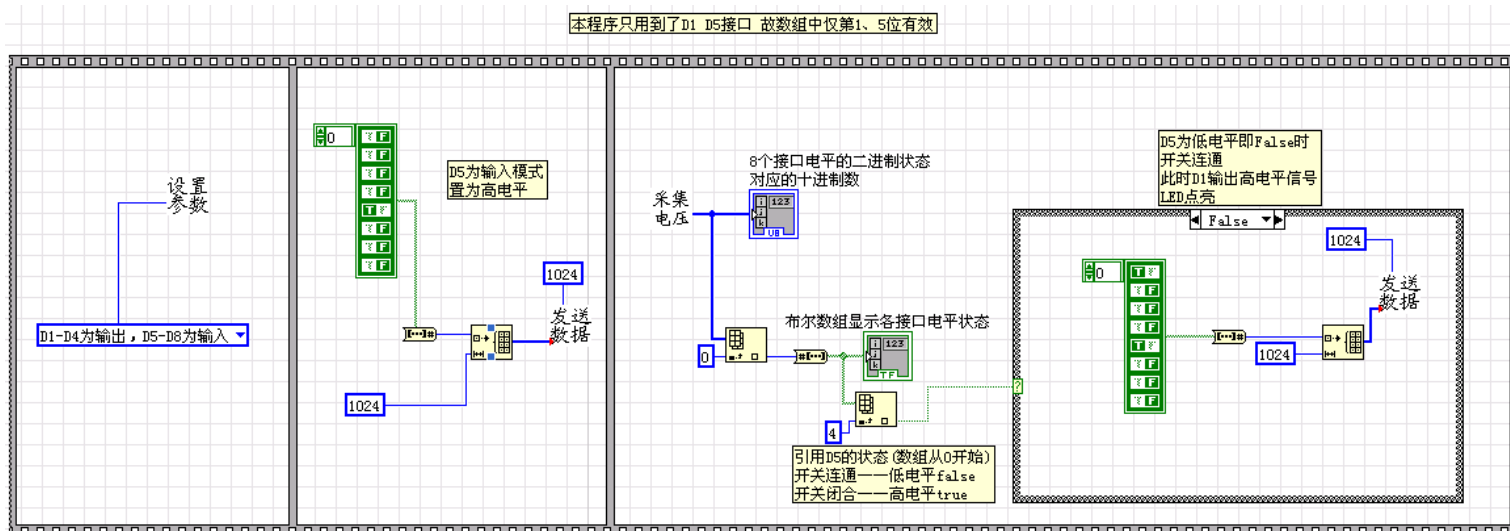 本程序只用到了D1 D5接口 故数组中仅第1、5位有效
设置
参数
D1-D4为输出，D5-D8为输入
0
F
F
F
F
T
F
F
F
D5为输入模式
置为高电平
1024
发送
数据
[...]#
1024
采集
电压
8个接口电平的二进制状态
对应的十进制数
i
j
k
123
U8
布尔数组显示各接口电平状态
0
#[...]
i
j
k
123
TF
4
引用D5的状态(数组从0开始)
开关连通——低电平false
开关闭合——高电平true
D5为低电平即False时
开关连通
此时D1输出高电平信号
LED点亮
False
?
0
T
F
F
F
T
F
F
F
1024
发送
数据
[...]#
1024